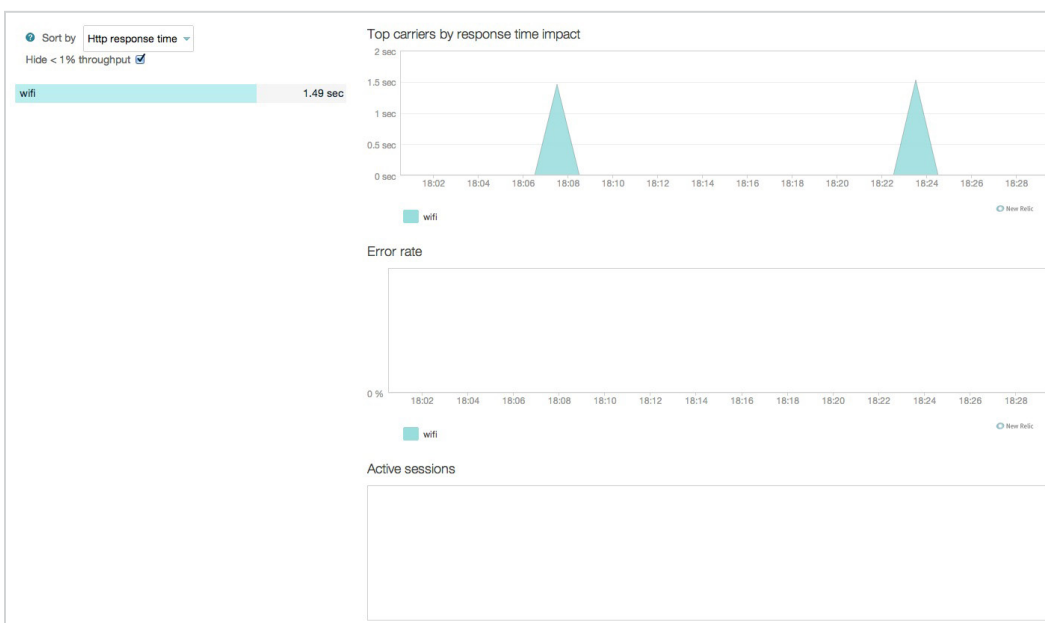 Sort by Http response time
Hide < 1% throughput
wifi 1.49 sec
Top carriers by response time impact
2 sec
1.5 sec
1 sec
0.5 sec
0 sec
18:02 18:04 18:06 18:08 18:10 18:12 18:14 18:16 18:18 18:20 18:22 18:24 18:26 18:28
wifi
New Relic
Error rate
0 %
18:02 18:04 18:06 18:08 18:10 18:12 18:14 18:16 18:18 18:20 18:22 18:24 18:26 18:28
wifi
New Relic
Active sessions